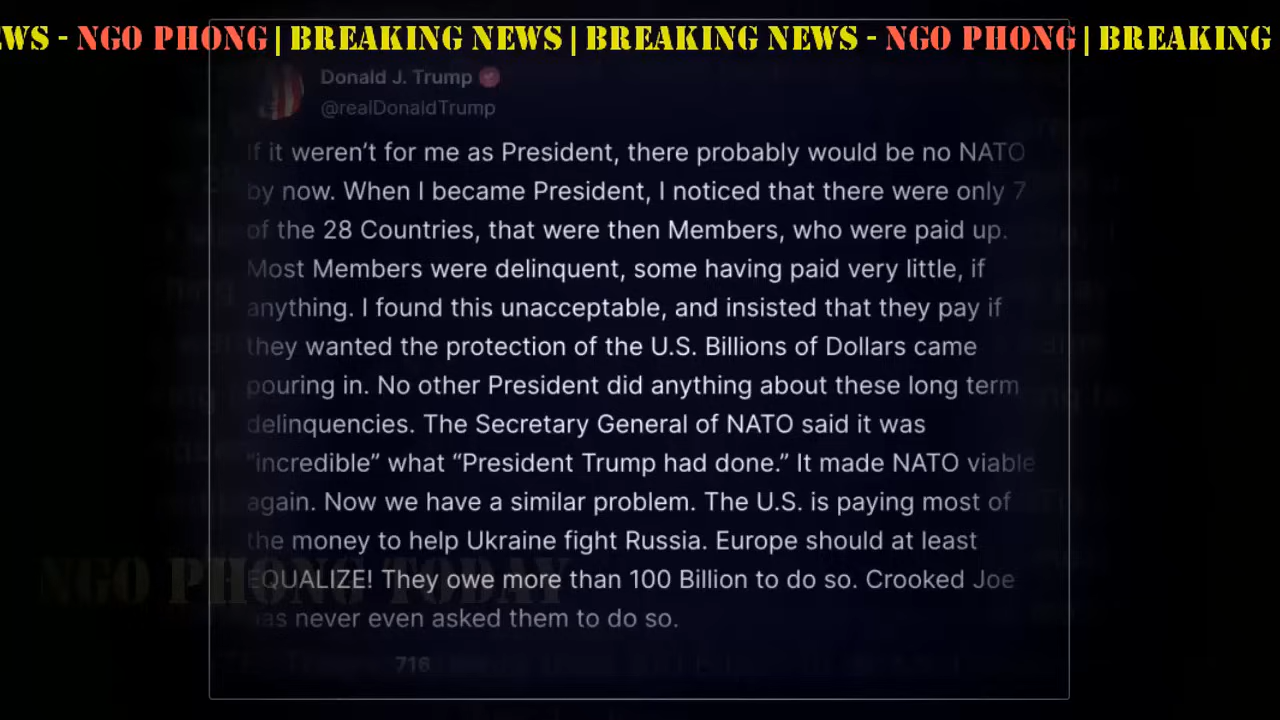 EWS - NGO PHONG | BREAKING NEWS | BREAKING NEWS - NGO PHONG | BREAKING
Donald J. Trump
@realDonaldTrump
If it weren't for me as President, there probably would be no NATO
by now. When I became President, I noticed that there were only 7
of the 28 Countries, that were then Members, who were paid up.
Most Members were delinquent, some having paid very little, if
anything. I found this unacceptable, and insisted that they pay if
they wanted the protection of the U.S. Billions of Dollars came
pouring in. No other President did anything about these long term
delinquencies. The Secretary General of NATO said it was
"incredible” what “President Trump had done.” It made NATO viable
again. Now we have a similar problem. The U.S. is paying most of
the money to help Ukraine fight Russia. Europe should at least
EQUALIZE! They owe more than 100 Billion to do so. Crooked Joe
has never even asked them to do so.
NGO PHONG TODAY
716